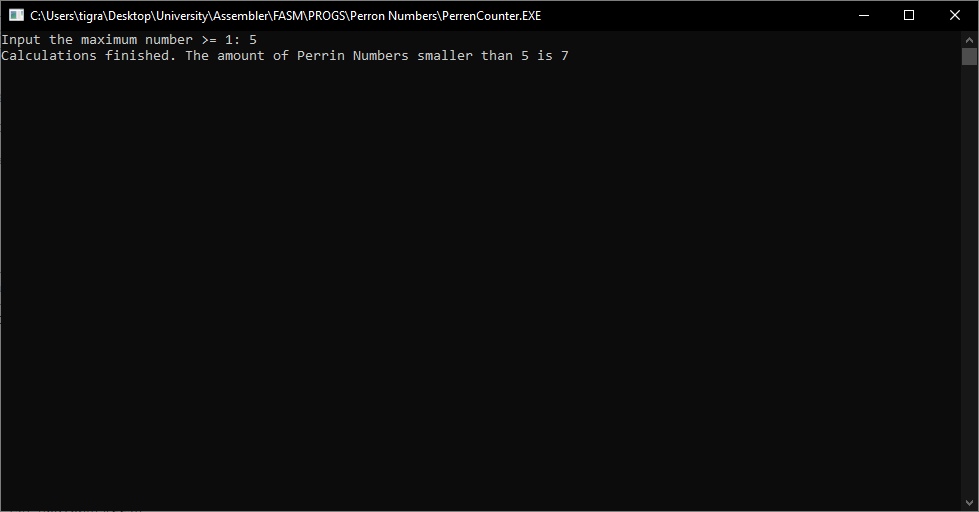 C:\Users\tigra\Desktop\University\Assembler\FASM\PROGS\Perron Numbers\PerrenCounter.EXE
Input the maximum number >= 1: 5
Calculations finished. The amount of Perrin Numbers smaller than 5 is 7